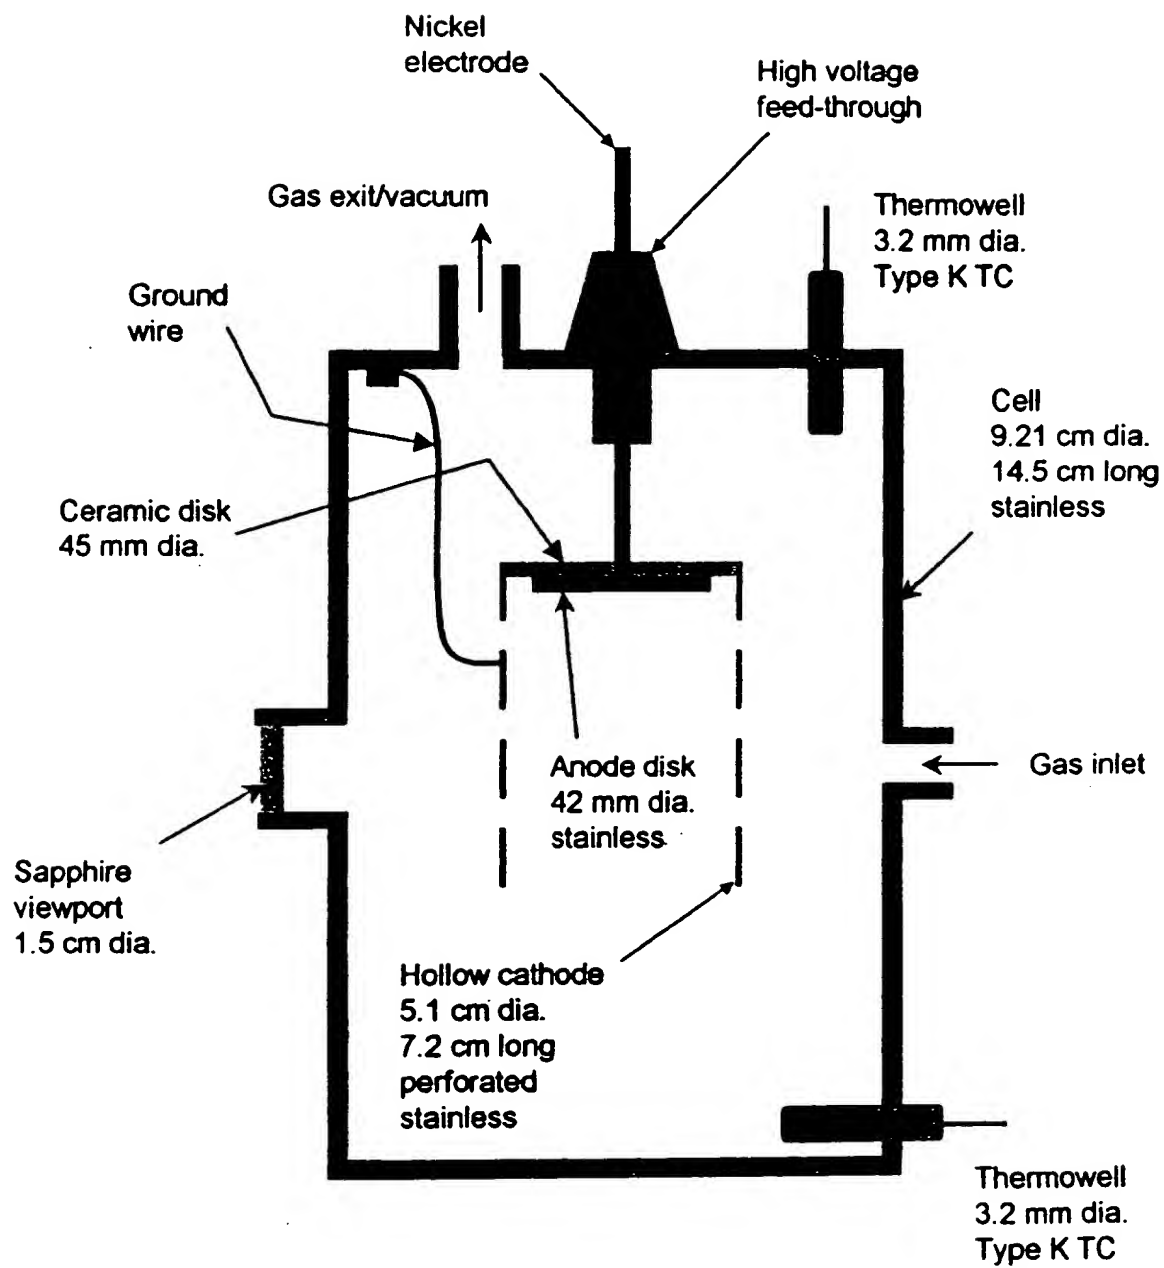 Nickel
electrode
High voltage
feed-through
Gas exit/vacuum
Thermowell
3.2 mm dia.
Type K TC
Ground
wire
Cell
9.21 cm dia.
14.5 cm long
stainless
Ceramic disk
45 mm dia.
Anode disk
42 mm dia.
stainless
Gas inlet
Sapphire
viewport
1.5 cm dia.
Hollow cathode
5.1 cm dia.
7.2 cm long
perforated
stainless
Thermowell
3.2 mm dia.
Type K TC